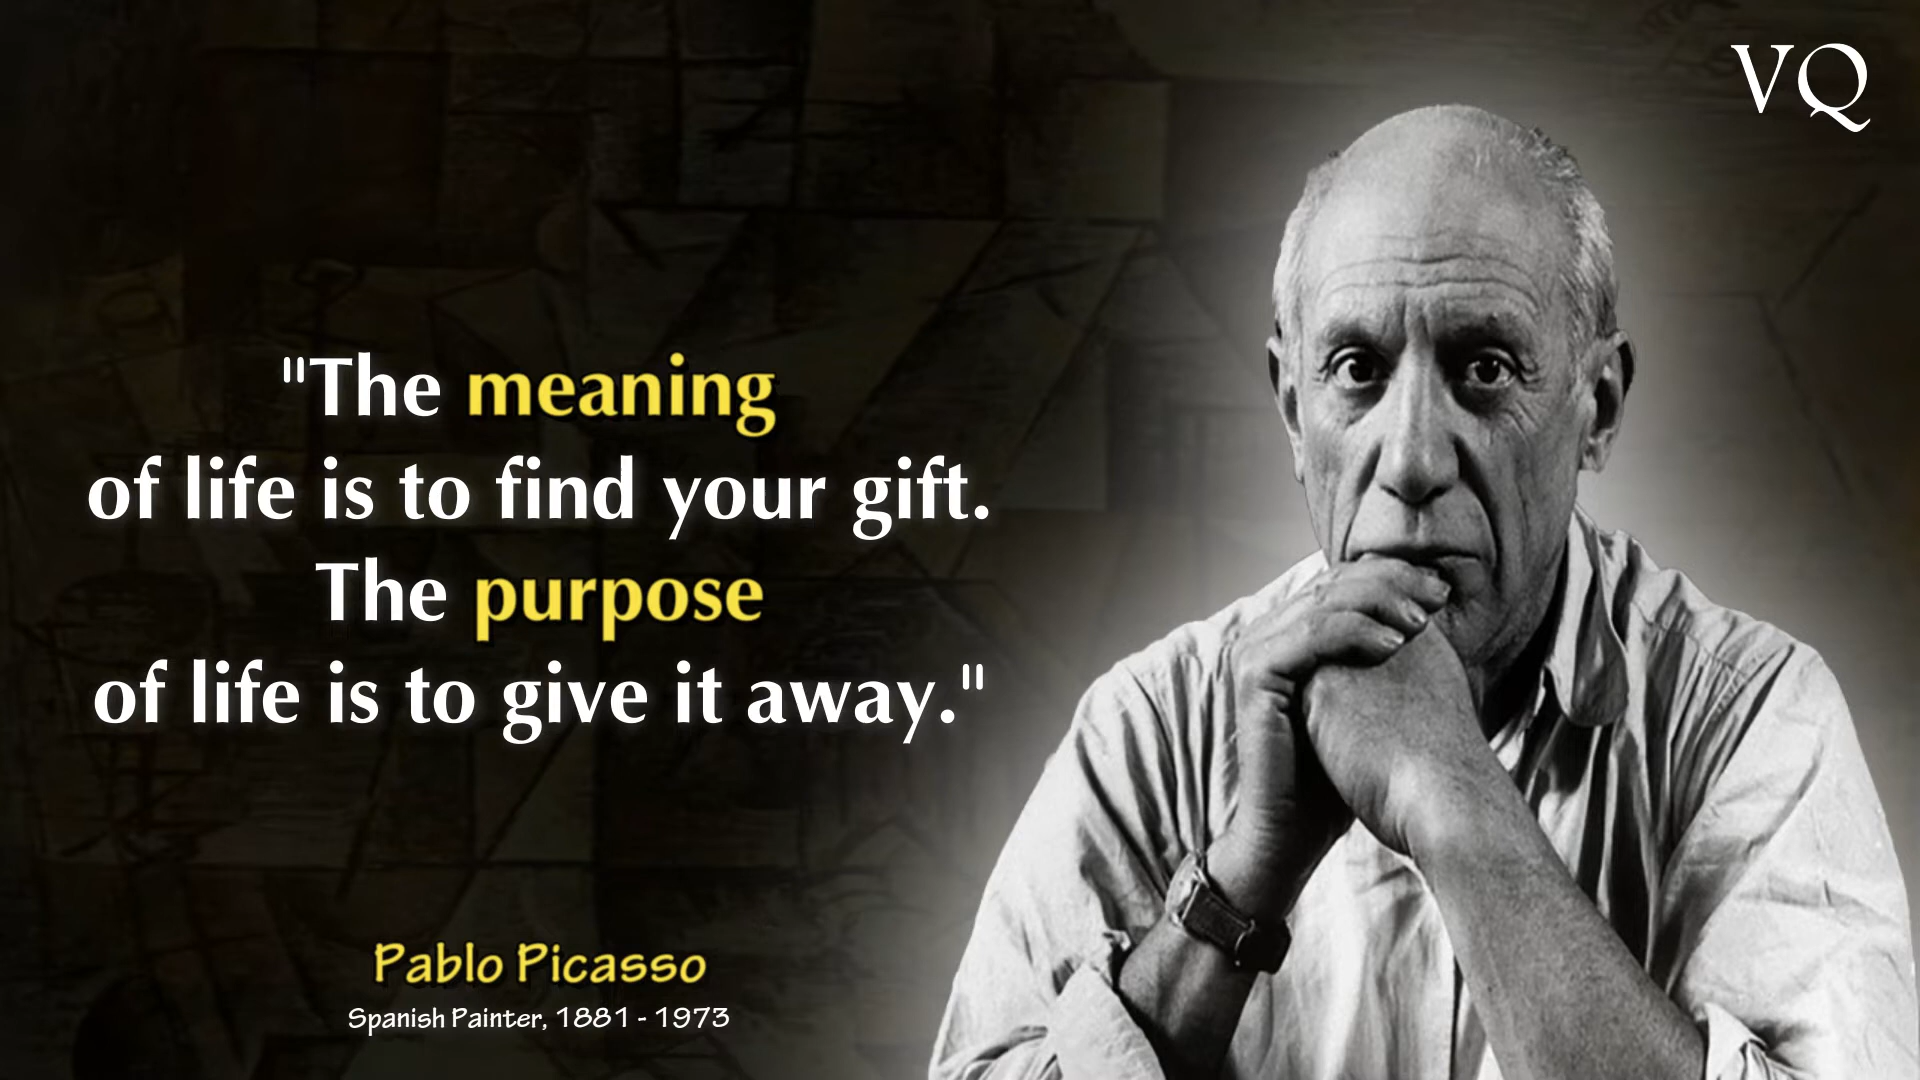 VQ
"The meaning
of life is to find your gift.
The purpose
of life is to give it away."
Pablo Picasso
Spanish Painter, 1881 - 1973